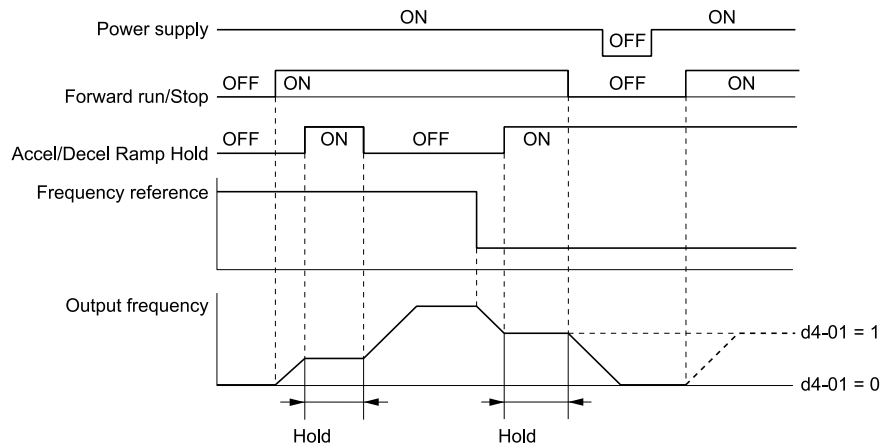 ON
ON
Power supply
OFF
OFF
ON
OFF
ON
Forward run/Stop
OFF
ON
OFF
ON
Accel/Decel Ramp Hold
Frequency reference
Output frequency
d4-01 = 1
d4-01 = 0
Hold
Hold